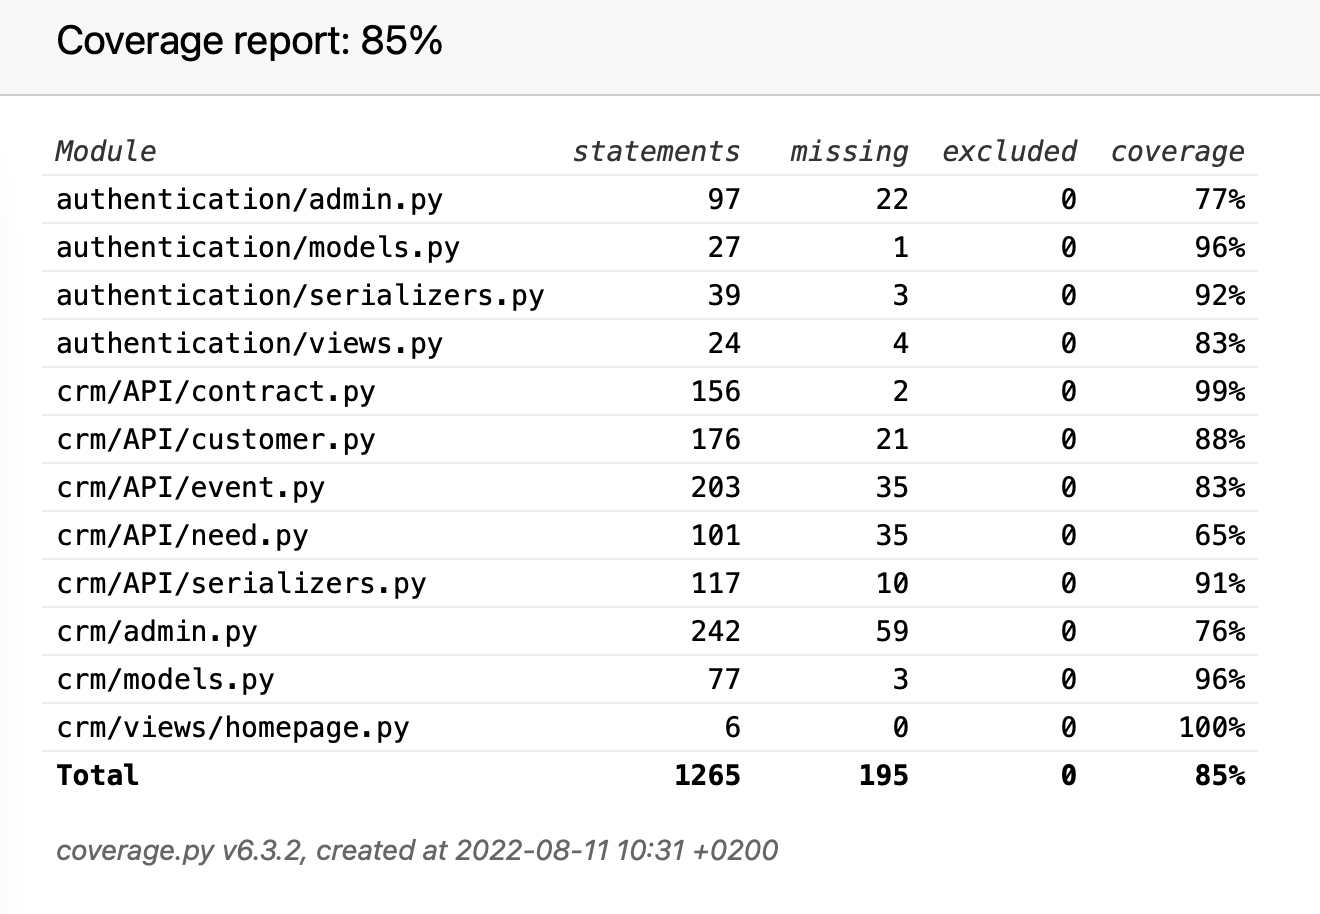 Coverage report: 85%
Module statements missing excluded coverage
authentication/admin.py 97 22 0 77%
authentication/models.py 27 1 0 96%
authentication/serializers.py 39 3 0 92%
authentication/views.py 24 4 0 83%
crm/API/contract.py 156 2 0 99%
crm/API/customer.py 176 21 0 88%
crm/API/event.py 203 35 0 83%
crm/API/need.py 101 35 0 65%
crm/API/serializers.py 117 10 0 91%
crm/admin.py 242 59 0 76%
crm/models.py 77 3 0 96%
crm/views/homepage.py 6 0 0 100%
Total 1265 195 0 85%
coverage.py v6.3.2, created at 2022-08-11 10:31 +0200